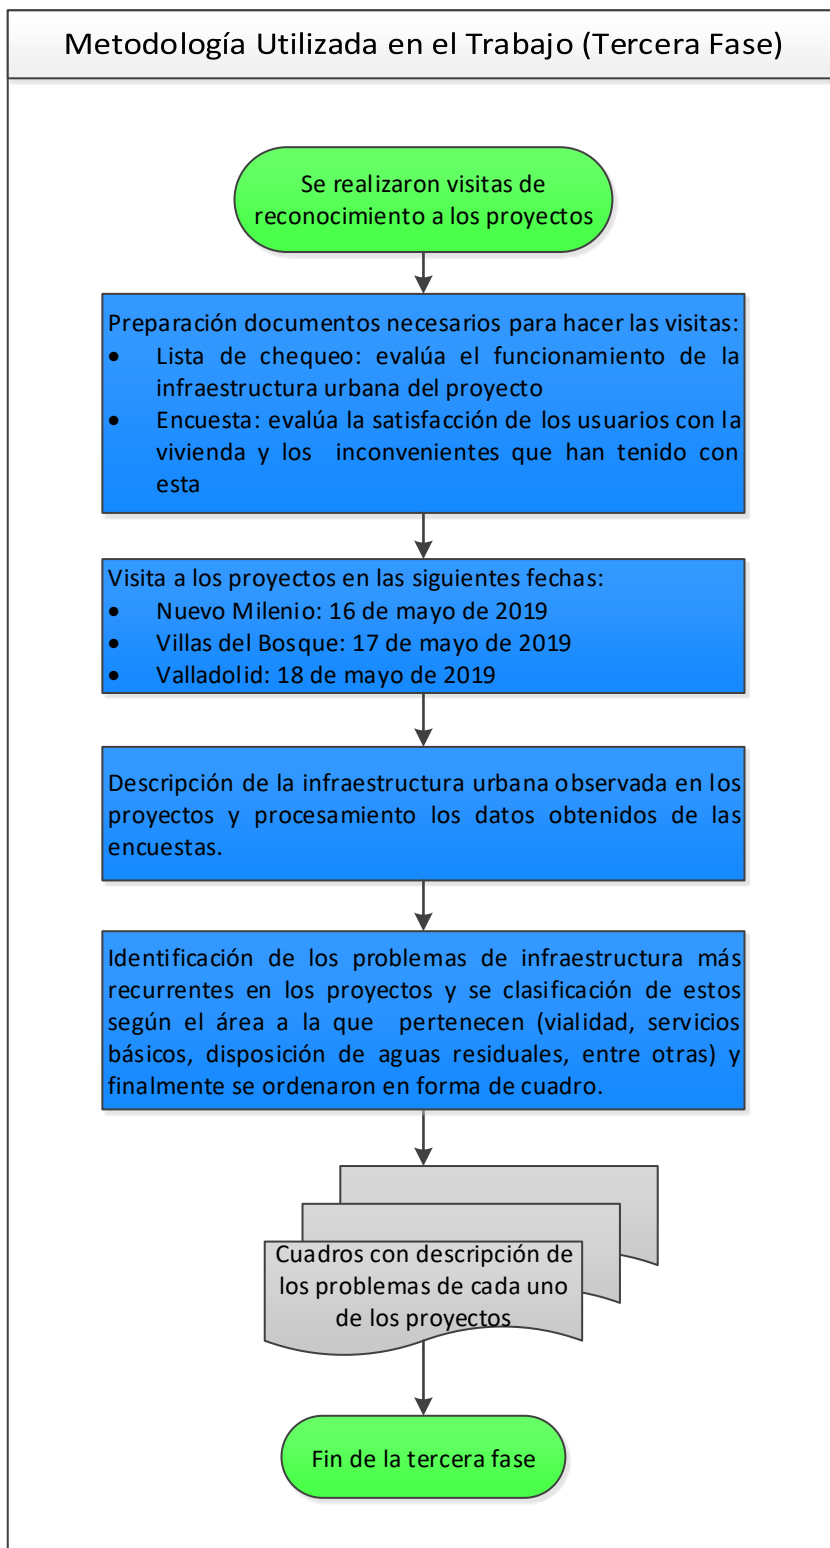 Metodología Utilizada en el Trabajo (Tercera Fase)
Se realizaron visitas de
reconocimiento a los proyectos
Preparación documentos necesarios para hacer las visitas:
• Lista de chequeo: evalúa el funcionamiento de la
infraestructura urbana del proyecto
• Encuesta: evalúa la satisfacción de los usuarios con la
vivienda y los inconvenientes que han tenido con
esta
Visita a los proyectos en las siguientes fechas:
• Nuevo Milenio: 16 de mayo de 2019
• Villas del Bosque: 17 de mayo de 2019
• Valladolid: 18 de mayo de 2019
Descripción de la infraestructura urbana observada en los
proyectos y procesamiento los datos obtenidos de las
encuestas.
Identificación de los problemas de infraestructura más
recurrentes en los proyectos y se clasificación de estos
según el área a la que pertenecen (vialidad, servicios
básicos, disposición de aguas residuales, entre otras) y
finalmente se ordenaron en forma de cuadro.
Cuadros con descripción de
los problemas de cada uno
de los proyectos
Fin de la tercera fase